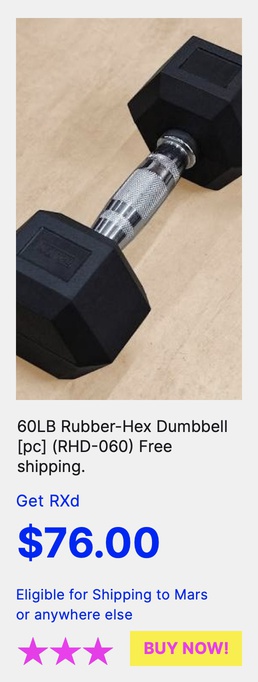 60LB Rubber-Hex Dumbbell
[pc] (RHD-060) Free
shipping.
Get RXd
$76.00
Eligible for Shipping to Mars
or anywhere else
BUY NOW!